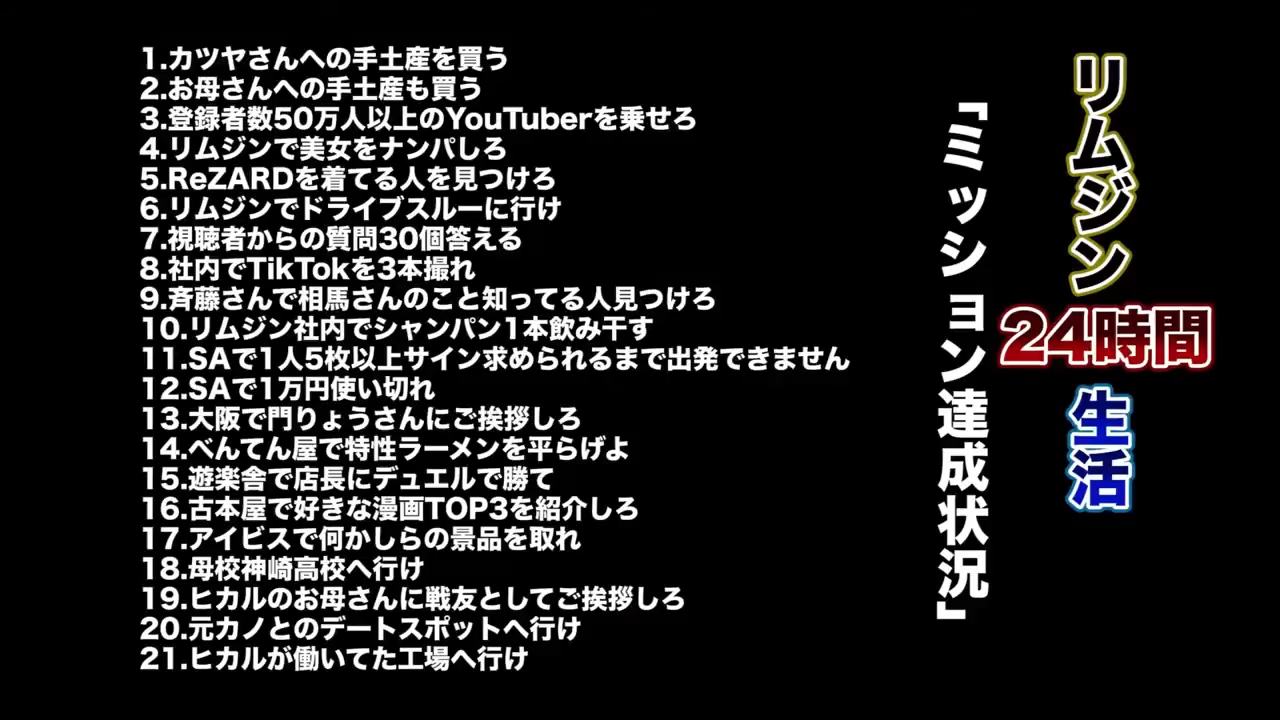 1.カツヤさんへの手土産を買う
2.お母さんへの手土産も買う
3.登録者数50万人以上のYouTuberを乗せろ
4.リムジンで美女をナンパしろ
5.ReZARDを着てる人を見つけろ
6.リムジンでドライブスルーに行け
7.視聴者からの質問30個答える
8.社内でTikTokを3本撮れ
9.斉藤さんで相馬さんのこと知ってる人見つけろ
10.リムジン社内でシャンパン1本飲み干す
11.SAで1人5枚以上サイン求められるまで出発できません
12.SAで1万円使い切れ
13.大阪で門りょうさんにご挨拶しろ
14.べんてん屋で特性ラーメンを平らげよ
15.遊楽舎で店長にデュエルで勝て
16.古本屋で好きな漫画TOP3を紹介しろ
17.アイビスで何かしらの景品を取れ
18.母校神崎高校へ行け
19.ヒカルのお母さんに戦友としてご挨拶しろ
20.元カノとのデートスポットへ行け
21.ヒカルが働いてた工場へ行け
リムジン
24時間
生活
「ミッション達成状況」